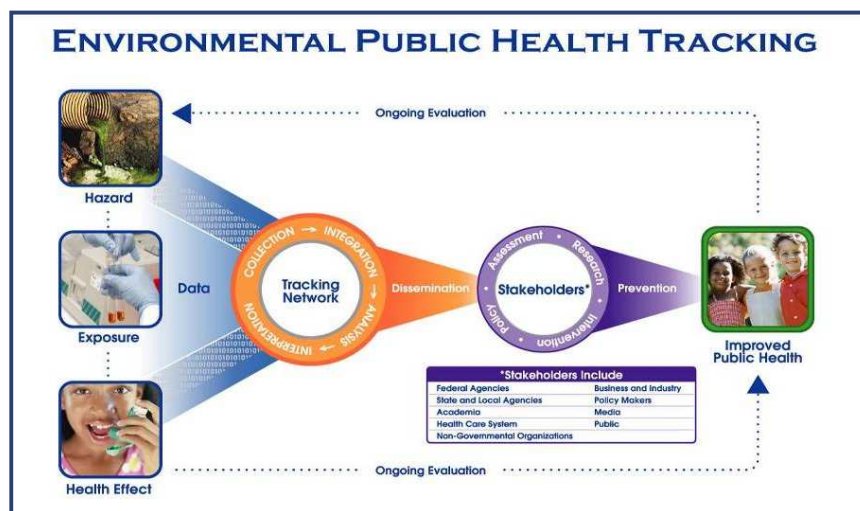 ENVIRONMENTAL PUBLIC HEALTH TRACKING
Ongoing Evaluation
Hazard
Exposure
Health Effect
Data
COLLECTION → INTEGRATION → ANALYSIS → INTERPRETATION
Tracking
Network
Dissemination
Assessment • Research • Intervention • Policy •
Stakeholders*
Prevention
Improved
Public Health
*Stakeholders Include
Federal Agencies
State and Local Agencies
Academia
Health Care System
Non-Governmental Organizations
Business and Industry
Policy Makers
Media
Public
Ongoing Evaluation